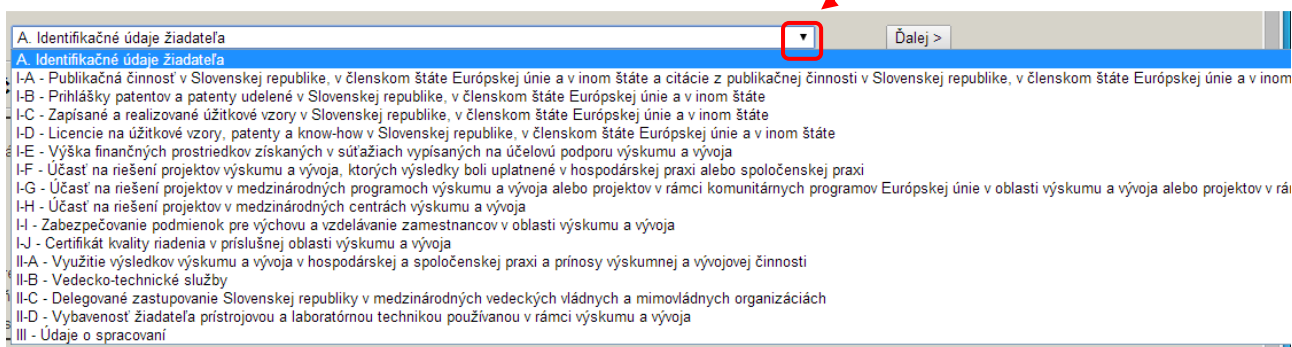 A. Identifikačné údaje žiadateľa
Ďalej >
A. Identifikačné údaje žiadateľa
I-A - Publikačná činnosť v Slovenskej republike, v členskom štáte Európskej únie a v inom štáte a citácie z publikačnej činnosti v Slovenskej republike, v členskom štáte Európskej únie a v inom
I-B - Prihlášky patentov a patenty udelené v Slovenskej republike, v členskom štáte Európskej únie a v inom štáte
I-C - Zapísané a realizované úžitkové vzory v Slovenskej republike, v členskom štáte Európskej únie a v inom štáte
I-D - Licencie na úžitkové vzory, patenty a know-how v Slovenskej republike, v členskom štáte Európskej únie a v inom štáte
I-E - Výška finančných prostriedkov získaných v súťažiach vypísaných na účelovú podporu výskumu a vývoja
I-F - Účasť na riešení projektov výskumu a vývoja, ktorých výsledky boli uplatnené v hospodárskej praxi alebo spoločenskej praxi
I-G - Účasť na riešení projektov v medzinárodných programoch výskumu a vývoja alebo projektov v rámci komunitárnych programov Európskej únie v oblasti výskumu a vývoja alebo projektov v
I-H - Účasť na riešení projektov v medzinárodných centrách výskumu a vývoja
I-I - Zabezpečovanie podmienok pre výchovu a vzdelávanie zamestnancov v oblasti výskumu a vývoja
I-J - Certifikát kvality riadenia v príslušnej oblasti výskumu a vývoja
II-A - Využitie výsledkov výskumu a vývoja v hospodárskej a spoločenskej praxi a prínosy výskumnej a vývojovej činnosti
II-B - Vedecko-technické služby
II-C - Delegované zastupovanie Slovenskej republiky v medzinárodných vedeckých vládnych a mimovládnych organizáciách
II-D - Vybavenosť žiadateľa prístrojovou a laboratórnou technikou používanou v rámci výskumu a vývoja
III - Údaje o spracovaní